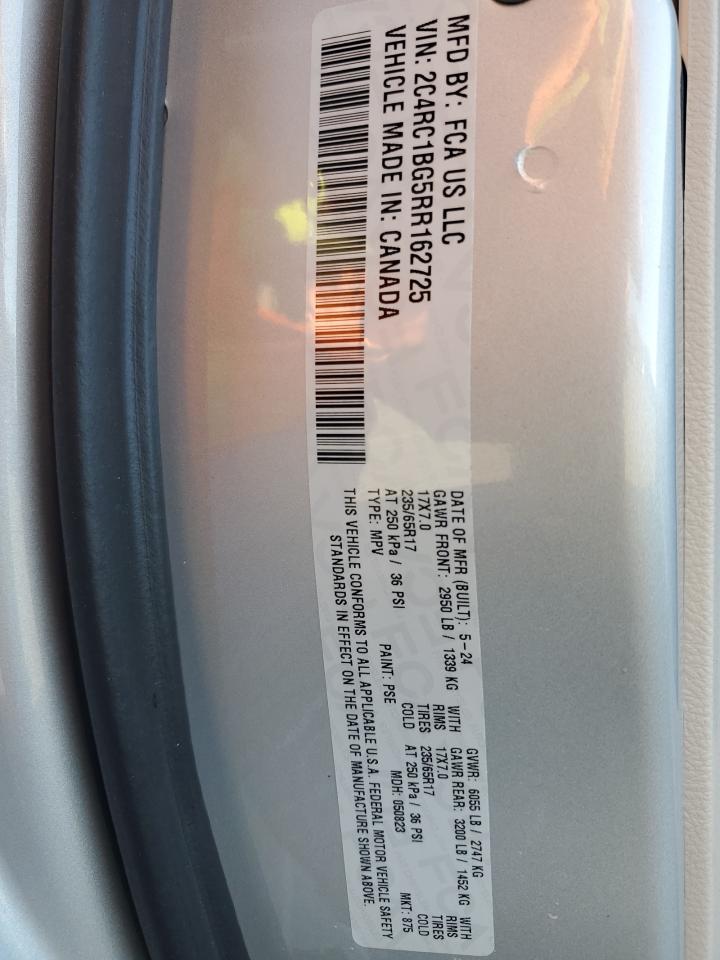 MFD BY: FCA US LLC
VIN: 2C4RC1BG5RR162725
VEHICLE MADE IN: CANADA
DATE OF MFR (BUILT): 5-24 GVWR: 6055 LB / 2747 KG
GAWR FRONT: 2950 LB / 1339 KG WITH GAWR REAR: 3200 LB / 1452 KG WITH
17X7.0 RIMS 17X7.0 RIMS
235/65R17 TIRES 235/65R17 TIRES
AT 250 kPa / 36 PSI COLD AT 250 kPa / 36 PSI COLD
TYPE: MPV PAINT: PSE MDH: 050823 MKT: 875
THIS VEHICLE CONFORMS TO ALL APPLICABLE U.S.A. FEDERAL MOTOR VEHICLE SAFETY
STANDARDS IN EFFECT ON THE DATE OF MANUFACTURE SHOWN ABOVE.